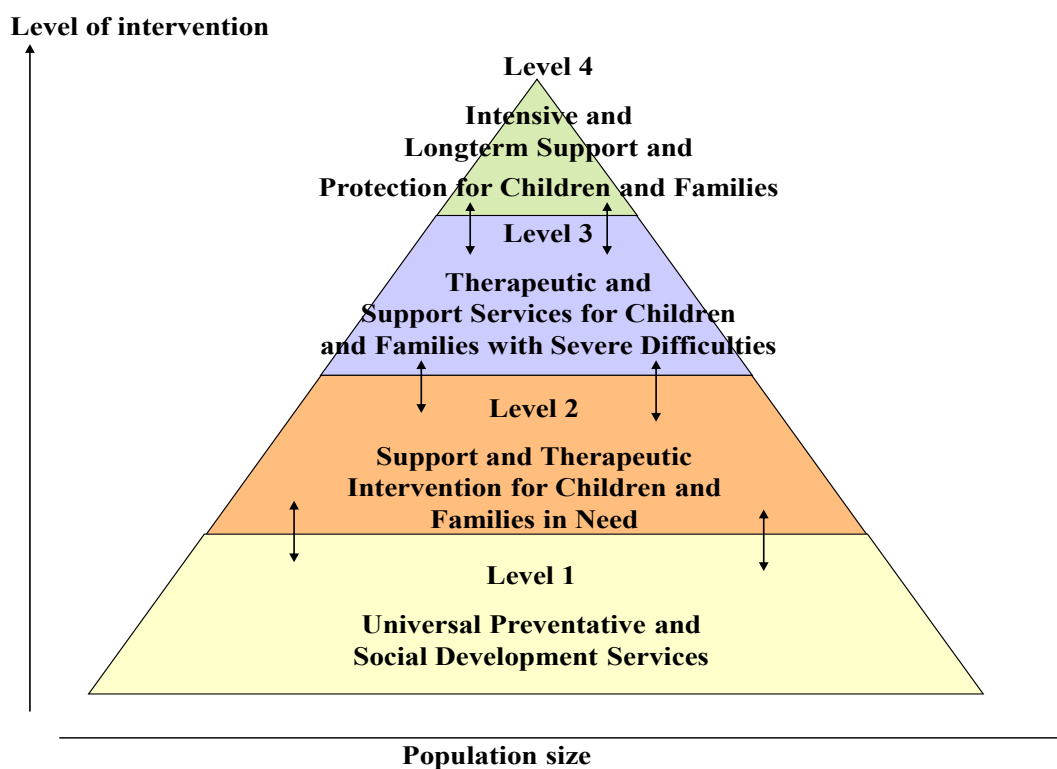 Level of intervention
Level 4
Intensive and
Longterm Support and
Protection for Children and Families
Level 3
Therapeutic and
Support Services for Children
and Families with Severe Difficulties
Level 2
Support and Therapeutic
Intervention for Children and
Families in Need
Level 1
Universal Preventative and
Social Development Services
Population size